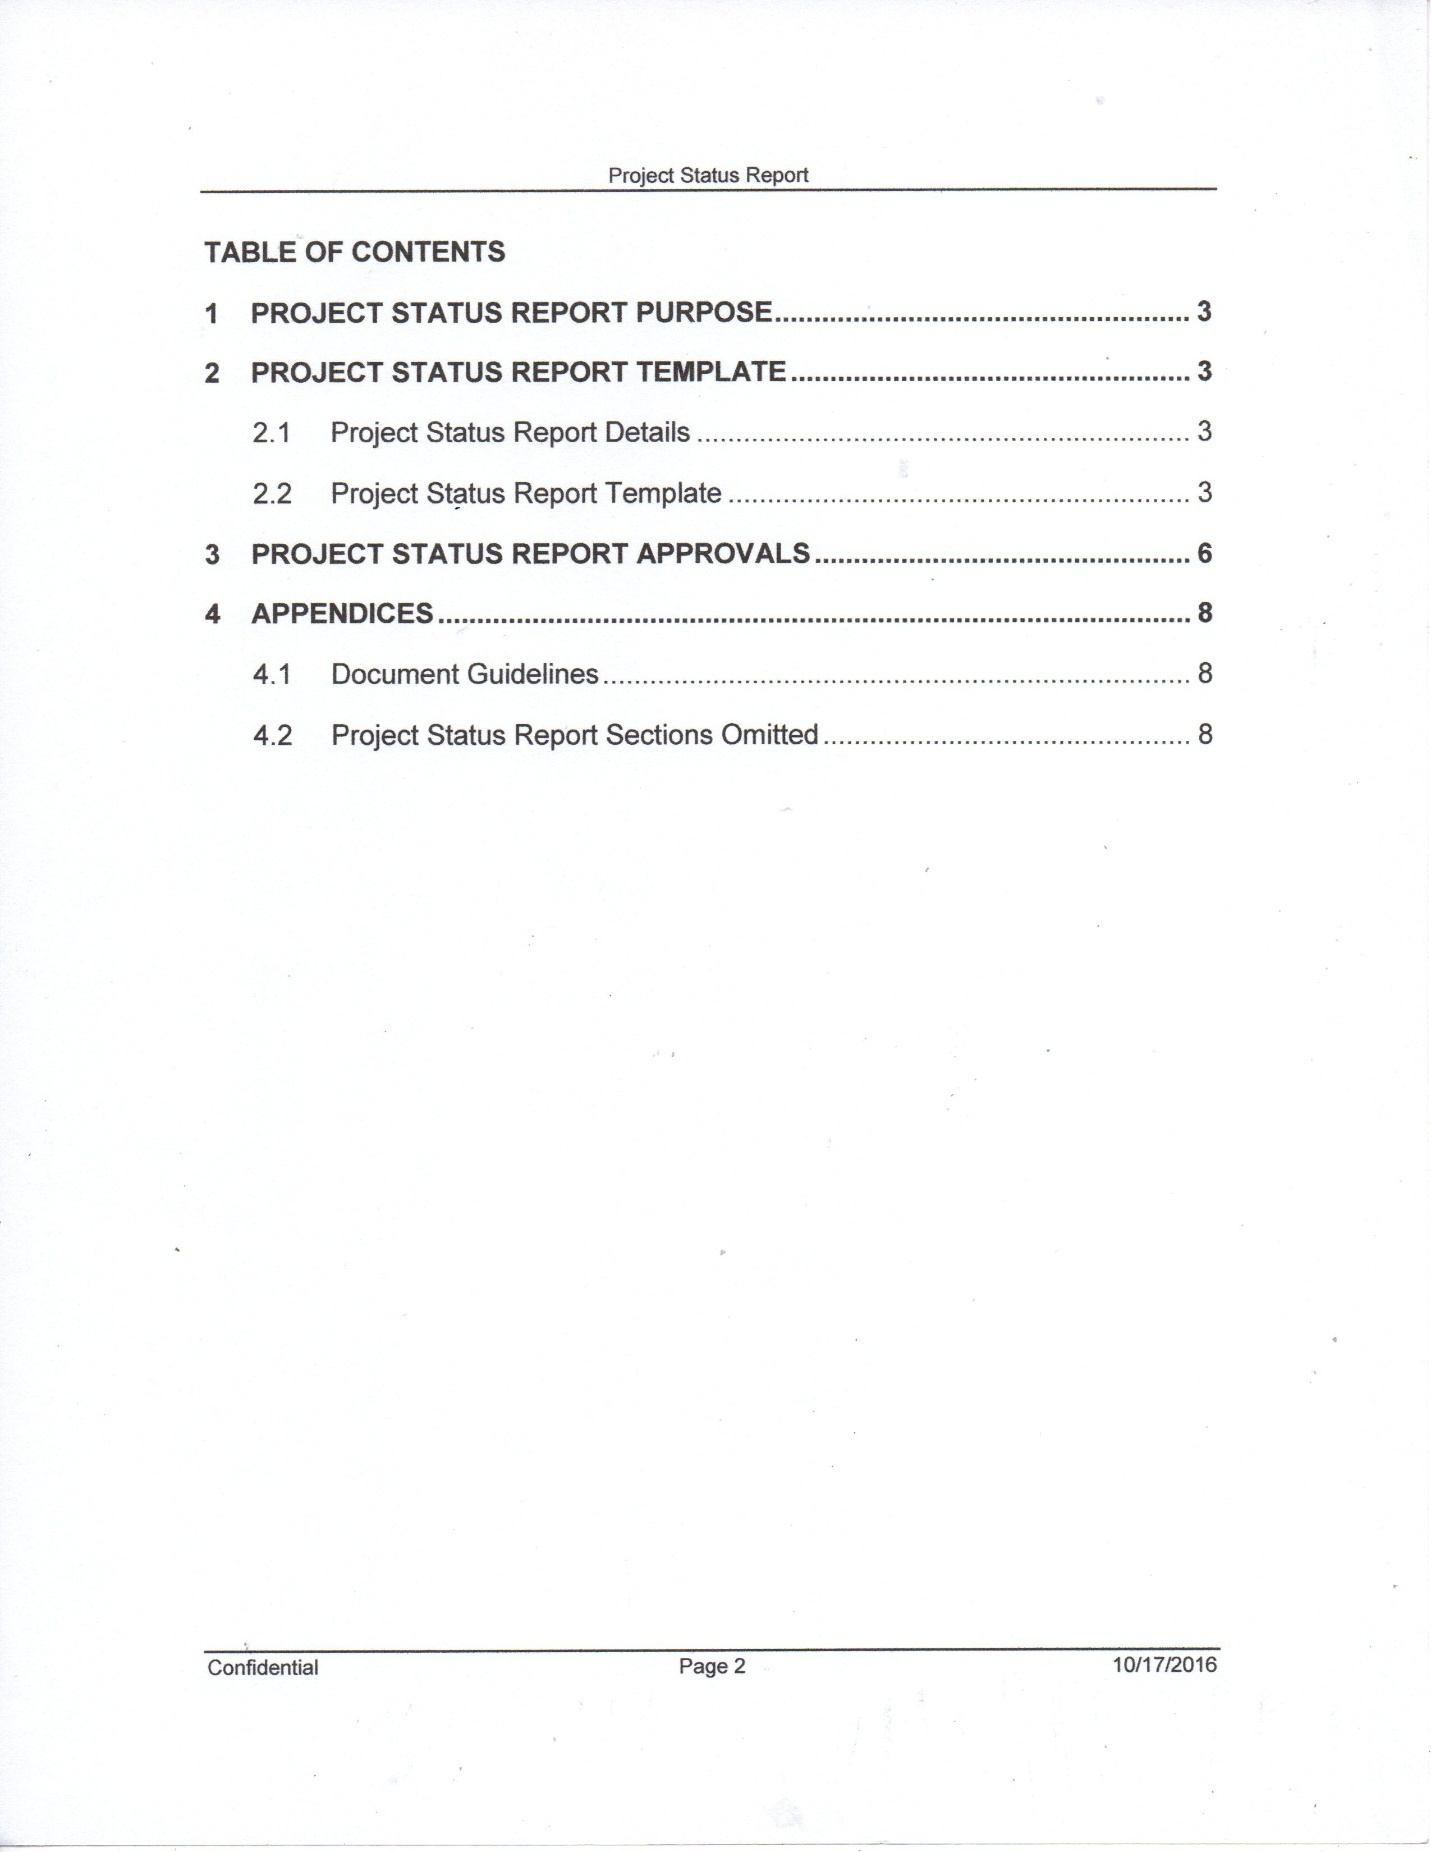 Project Status Report
TABLE OF CONTENTS
1 PROJECT STATUS REPORT PURPOSE.................................................... 3
2 PROJECT STATUS REPORT TEMPLATE.................................................. 3
2.1 Project Status Report Details.............................................................. 3
2.2 Project Status Report Template.......................................................... 3
3 PROJECT STATUS REPORT APPROVALS............................................... 6
4 APPENDICES............................................................................................... 8
4.1 Document Guidelines.......................................................................... 8
4.2 Project Status Report Sections Omitted.............................................. 8
Confidential Page 2 10/17/2016